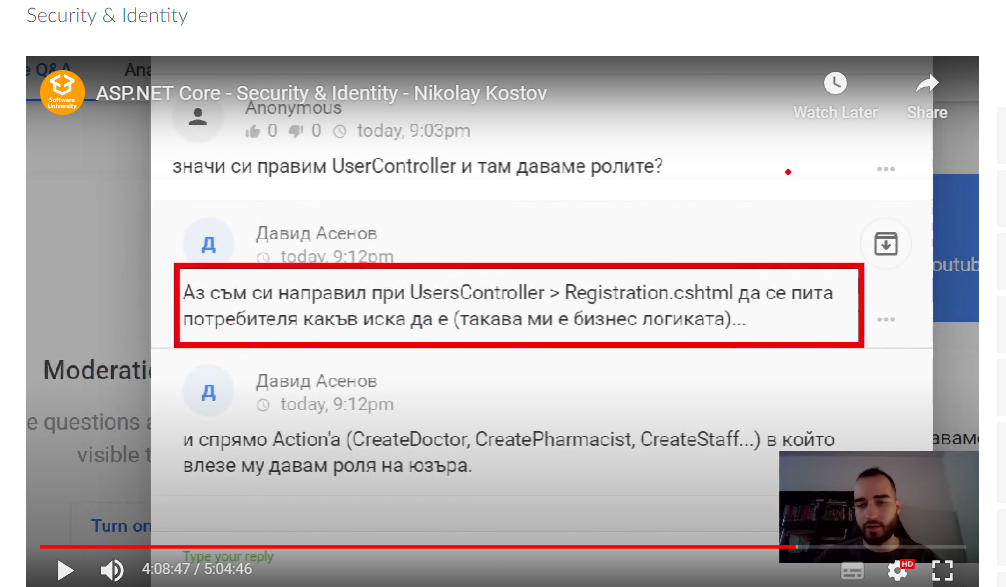 Security & Identity
e Q&A
Ana
Software
University
ASP.NET Core - Security & Identity - Nikolay Kostov
Watch Later
Share
Anonymous
0 0 today, 9:03pm
значи си правим UserController и там даваме ролите?
Д
Давид Асенов
today, 9:12pm
outub
Аз съм си направил при UsersController > Registration.cshtml да се пита
потребителя какъв иска да е (такава ми е бизнес логиката)...
Moderati
e questions a
visible t
Turn on
Д
Давид Асенов
today, 9:12pm
и спрямо Action'a (CreateDoctor, CreatePharmacist, CreateStaff...) в който
влезе му давам роля на юзъра.
аваме
Type your reply
4:08:47 / 5:04:46
HD